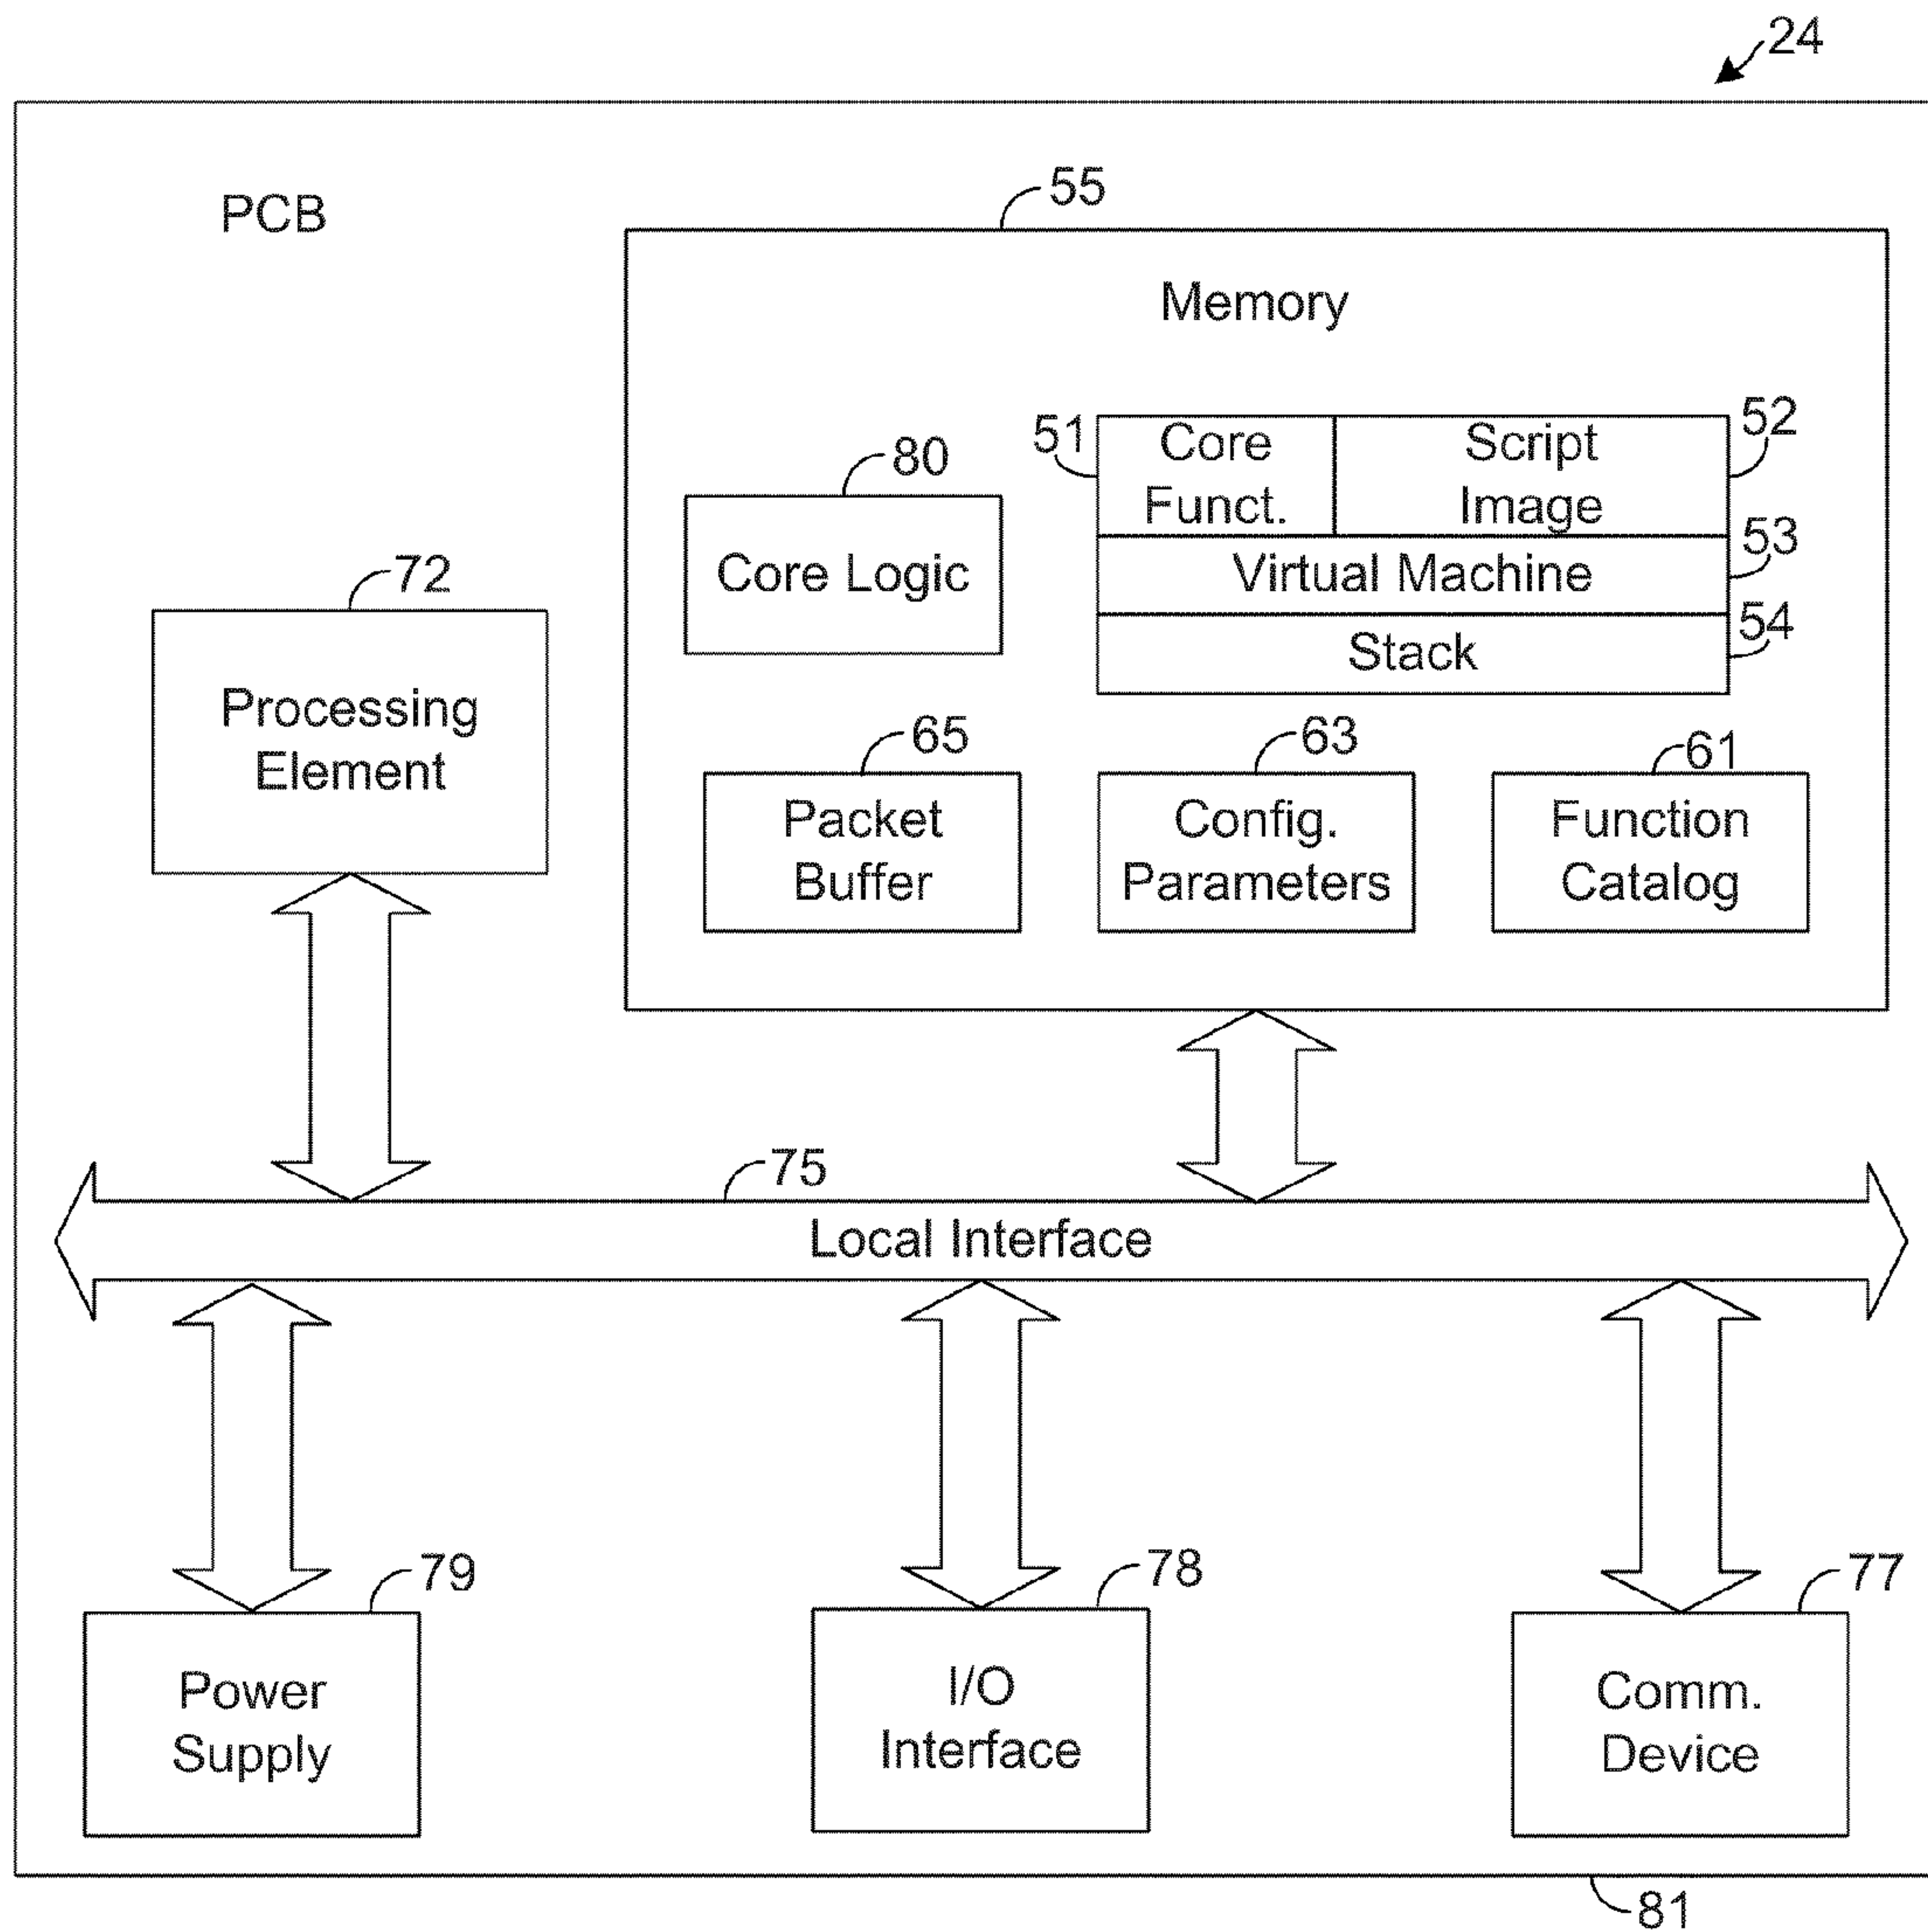 24
PCB
55
Memory
51
Core
Funct.
Script
Image
52
80
Core Logic
Virtual Machine
53
Stack
54
72
Processing
Element
65
Packet
Buffer
63
Config.
Parameters
61
Function
Catalog
75
Local Interface
79
Power
Supply
78
I/O
Interface
77
Comm.
Device
81